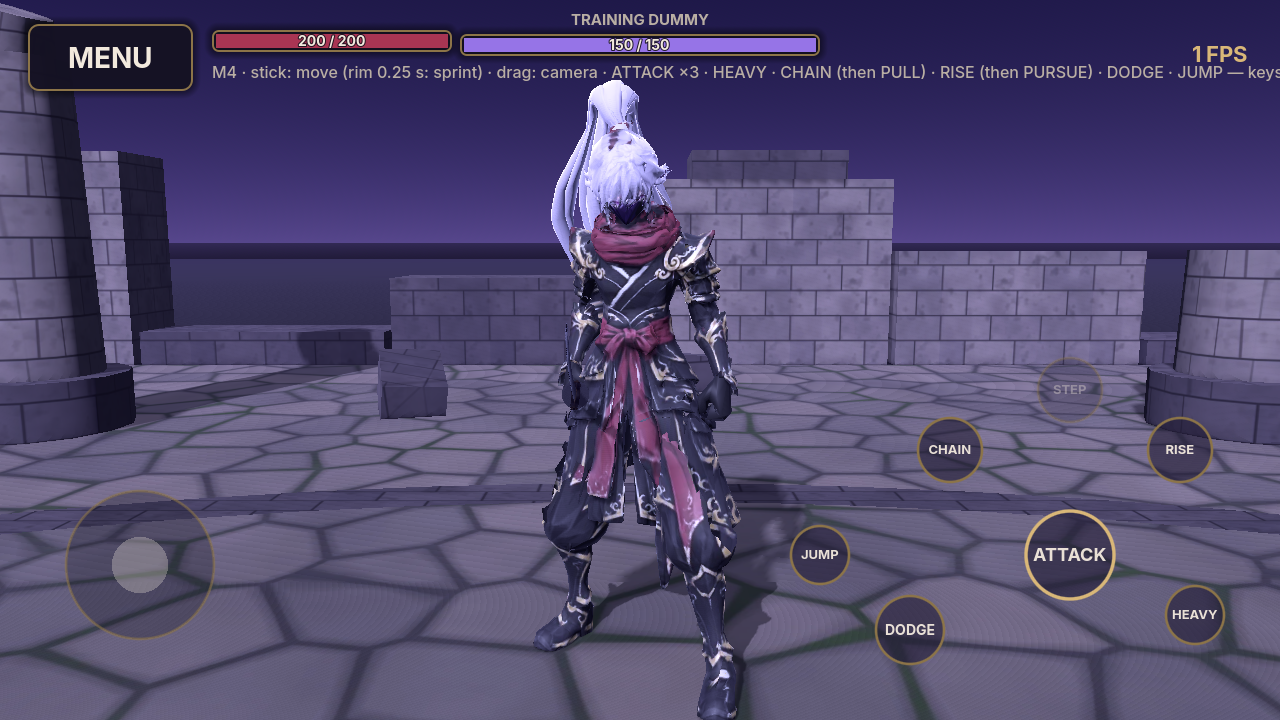 TRAINING DUMMY
MENU
200 / 200
150 / 150
1 FPS
M4 · stick: move (rim 0.25 s: sprint) · drag: camera · ATTACK ×3 · HEAVY · CHAIN (then PULL) · RISE (then PURSUE) · DODGE · JUMP — keys
STEP
CHAIN
RISE
JUMP
ATTACK
HEAVY
DODGE